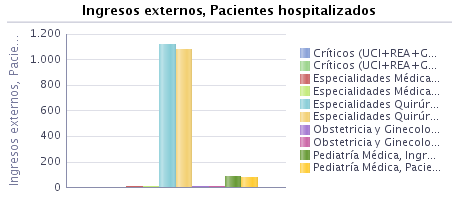 Ingresos externos, Pacientes hospitalizados
Ingresos externos, Pacie...
1.200
1.000
800
600
400
200
0
Críticos (UCI+REA+G...
Críticos (UCI+REA+G...
Especialidades Médica...
Especialidades Médica...
Especialidades Quirúr...
Especialidades Quirúr...
Obstetricia y Ginecolo...
Obstetricia y Ginecolo...
Pediatría Médica, Ingr...
Pediatría Médica, Pacie...